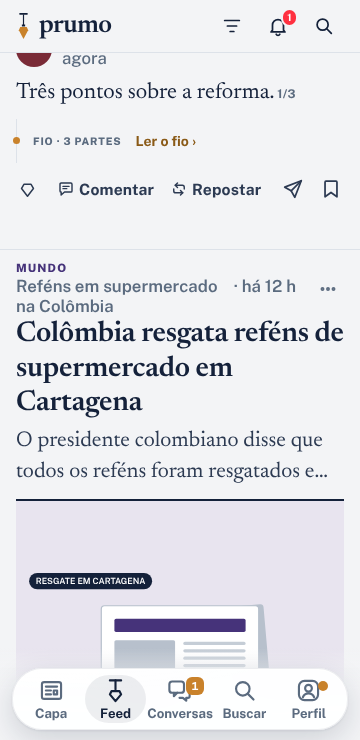 prumo
1
agora
Três pontos sobre a reforma. 1/3
FIO · 3 PARTES Ler o fio ›
Comentar Repostar
MUNDO
Reféns em supermercado · há 12 h
na Colômbia
Colômbia resgata reféns de
supermercado em
Cartagena
O presidente colombiano disse que
todos os reféns foram resgatados e...
RESGATE EM CARTAGENA
1
Capa Feed Conversas Buscar Perfil